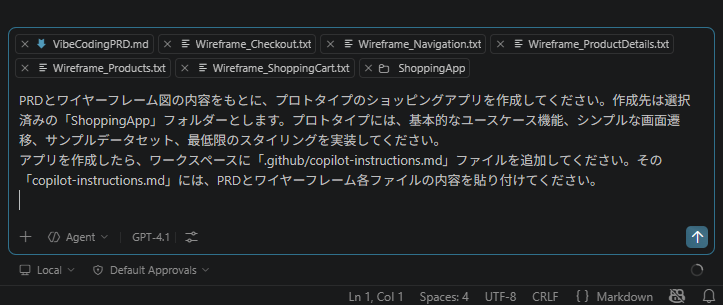 VibeCodingPRD.md Wireframe_Checkout.txt Wireframe_Navigation.txt Wireframe_ProductDetails.txt
Wireframe_Products.txt Wireframe_ShoppingCart.txt ShoppingApp
PRDとワイヤーフレーム図の内容をもとに、プロトタイプのショッピングアプリを作成してください。作成先は選択
済みの「ShoppingApp」フォルダーとします。プロトタイプには、基本的なユースケース機能、シンプルな画面遷
移、サンプルデータセット、最低限のスタイリングを実装してください。
アプリを作成したら、ワークスペースに「.github/copilot-instructions.md」ファイルを追加してください。その
「copilot-instructions.md」には、PRDとワイヤーフレーム各ファイルの内容を貼り付けてください。
Agent GPT-4.1
Local Default Approvals
Ln 1, Col 1 Spaces: 4 UTF-8 CRLF { } Markdown